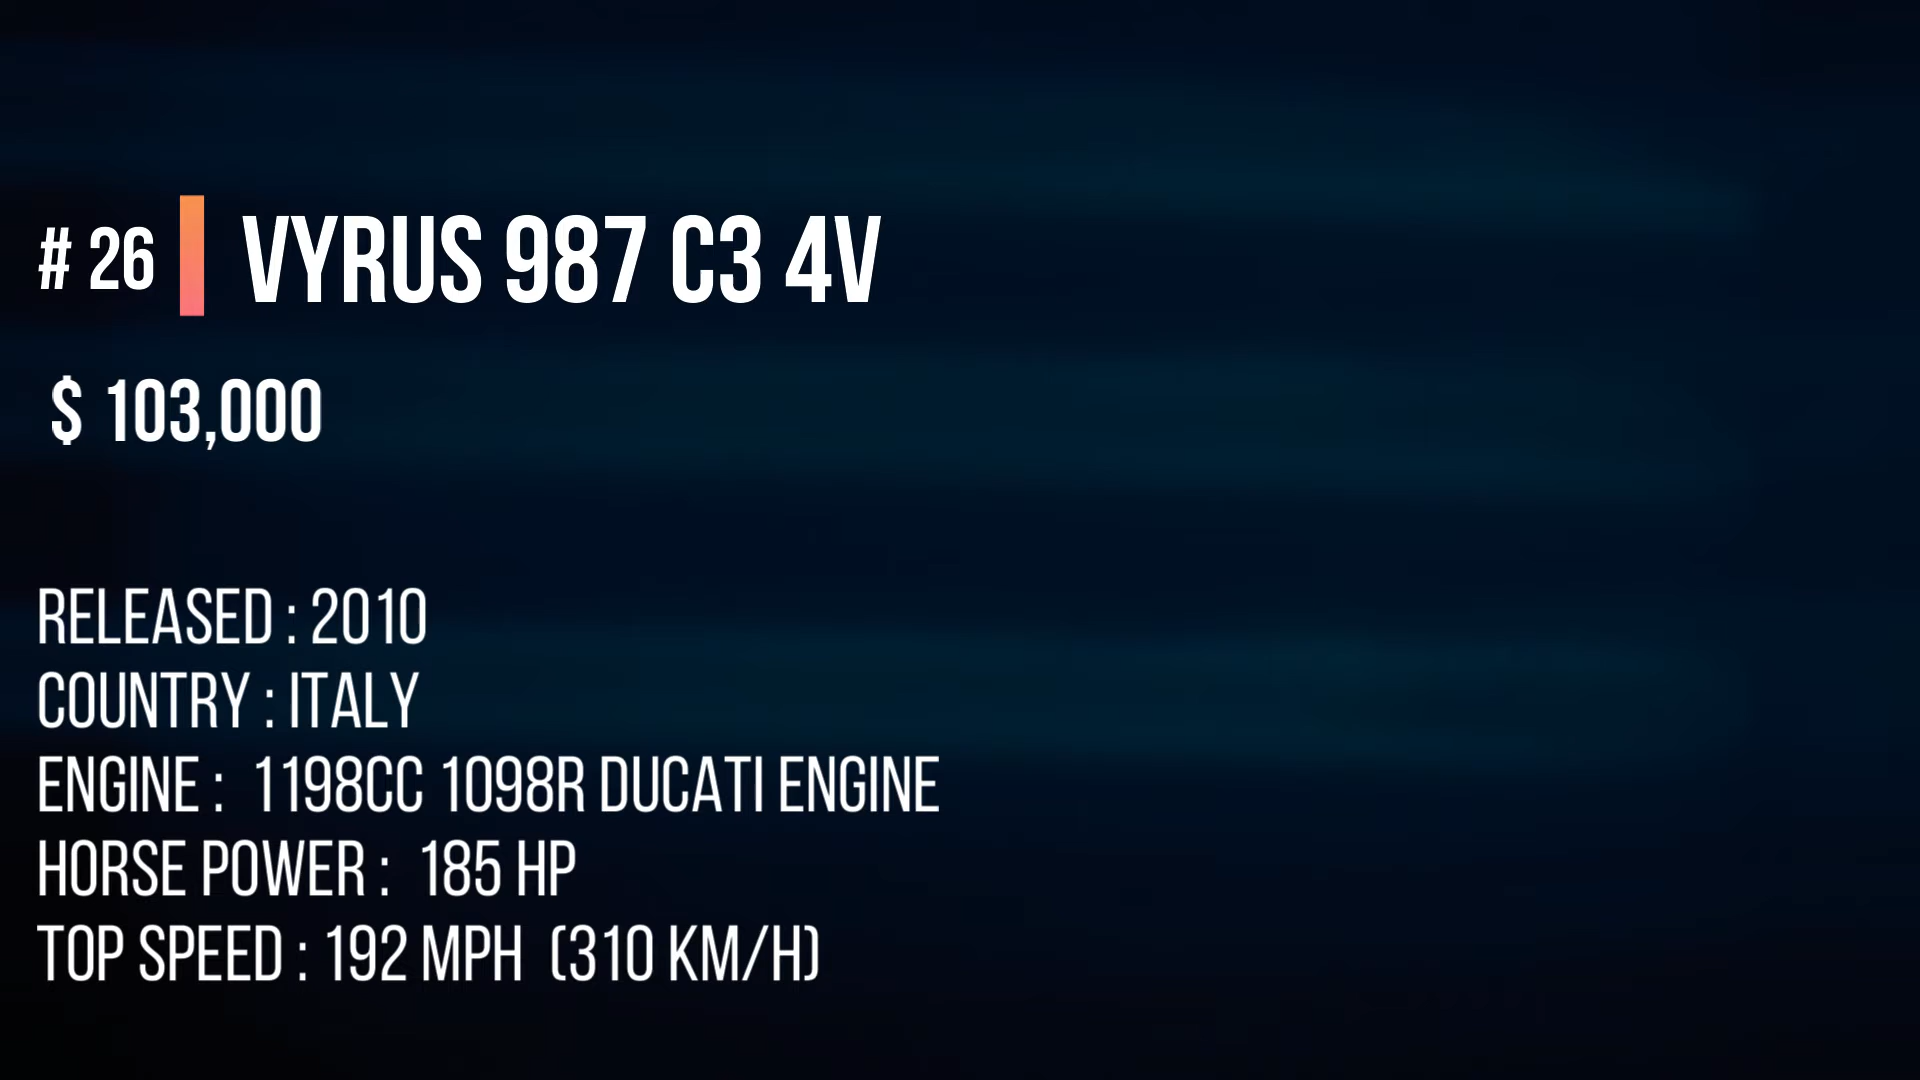 # 26 VYRUS 987 C3 4V
$ 103,000
RELEASED : 2010
COUNTRY : ITALY
ENGINE : 1198CC 1098R DUCATI ENGINE
HORSE POWER : 185 HP
TOP SPEED : 192 MPH (310 KM/H)